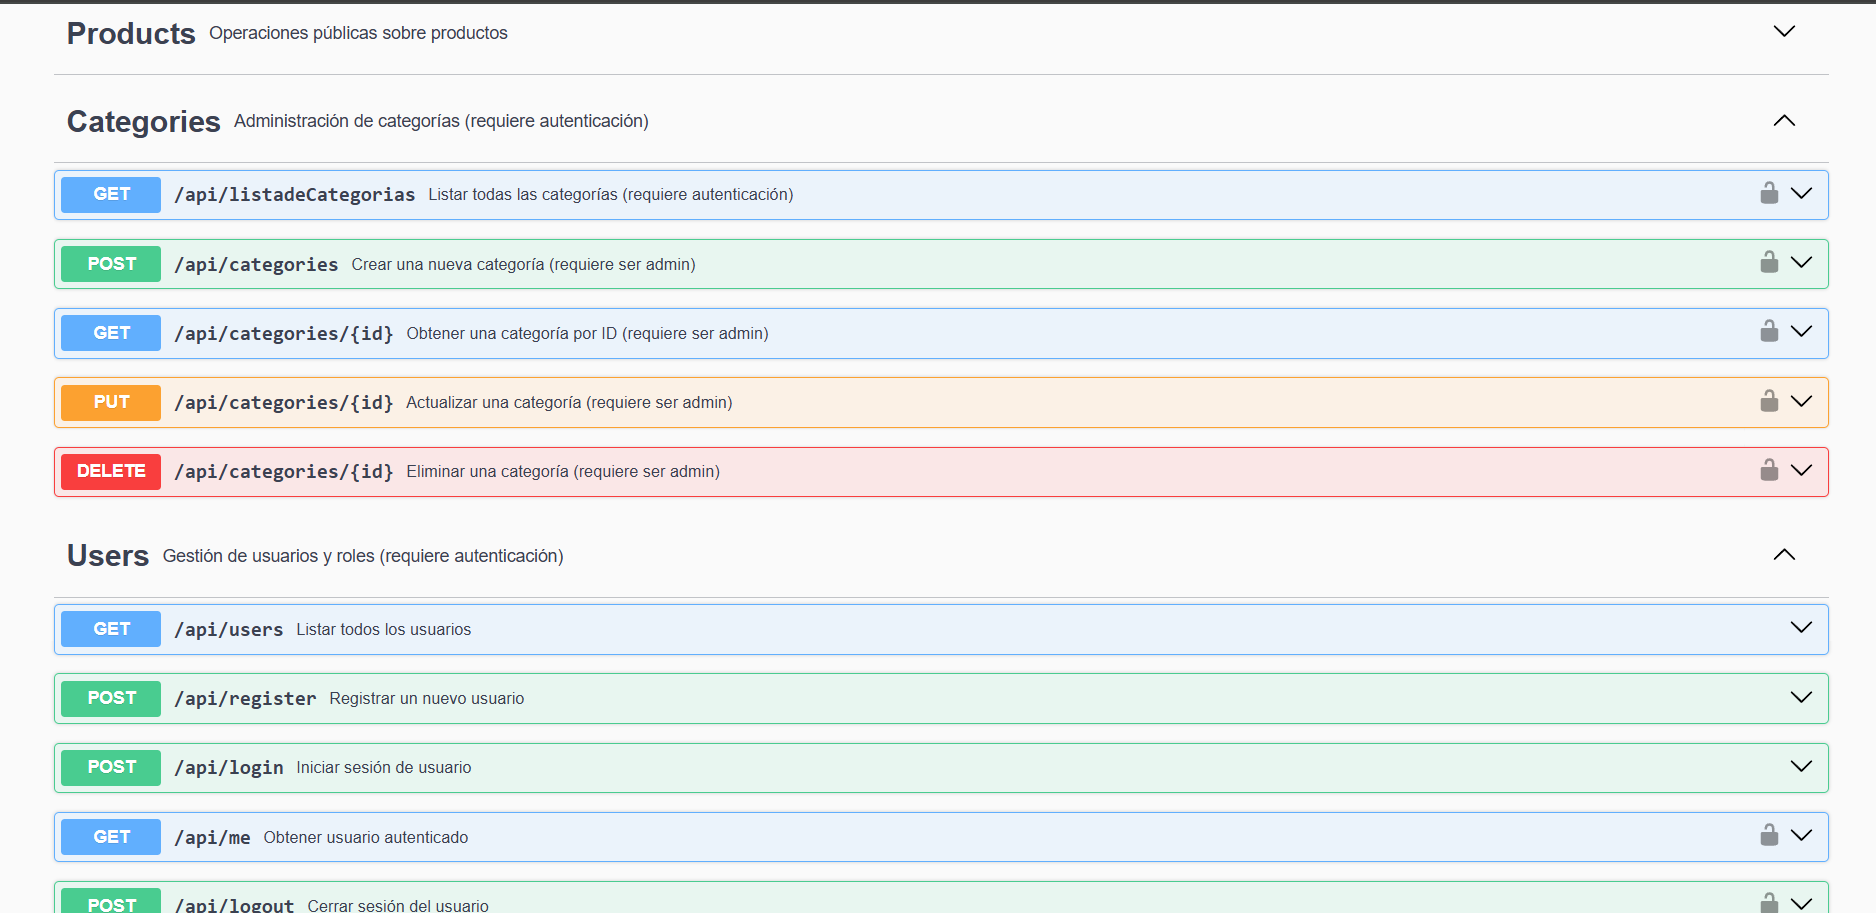 Products Operaciones públicas sobre productos
Categories Administración de categorías (requiere autenticación)
GET /api/listadeCategorias Listar todas las categorías (requiere autenticación)
POST /api/categories Crear una nueva categoría (requiere ser admin)
GET /api/categories/{id} Obtener una categoría por ID (requiere ser admin)
PUT /api/categories/{id} Actualizar una categoría (requiere ser admin)
DELETE /api/categories/{id} Eliminar una categoría (requiere ser admin)
Users Gestión de usuarios y roles (requiere autenticación)
GET /api/users Listar todos los usuarios
POST /api/register Registrar un nuevo usuario
POST /api/login Iniciar sesión de usuario
GET /api/me Obtener usuario autenticado
POST /api/logout Cerrar sesión del usuario